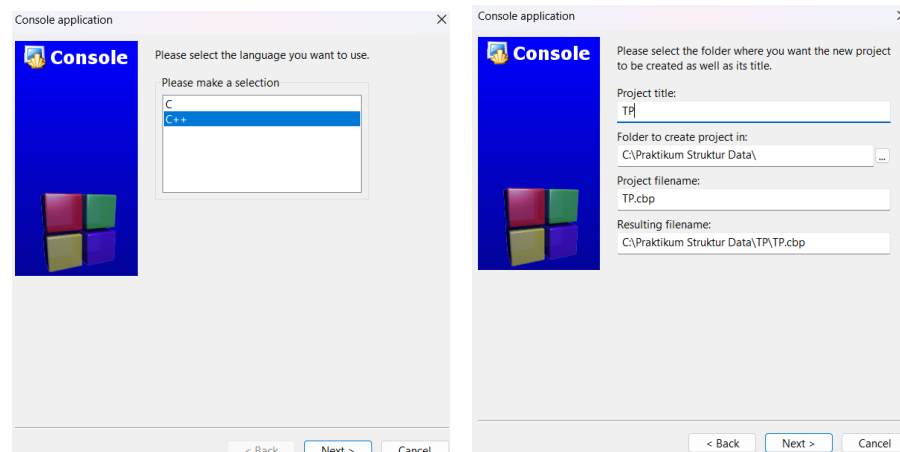 Console application
Console
Please select the language you want to use.
Please make a selection
C
C++
< Back
Next >
Cancel
Console application
Console
Please select the folder where you want the new project
to be created as well as its title.
Project title:
TP
Folder to create project in:
C:\Praktikum Struktur Data\
...
Project filename:
TP.cbp
Resulting filename:
C:\Praktikum Struktur Data\TP\TP.cbp
< Back
Next >
Cancel